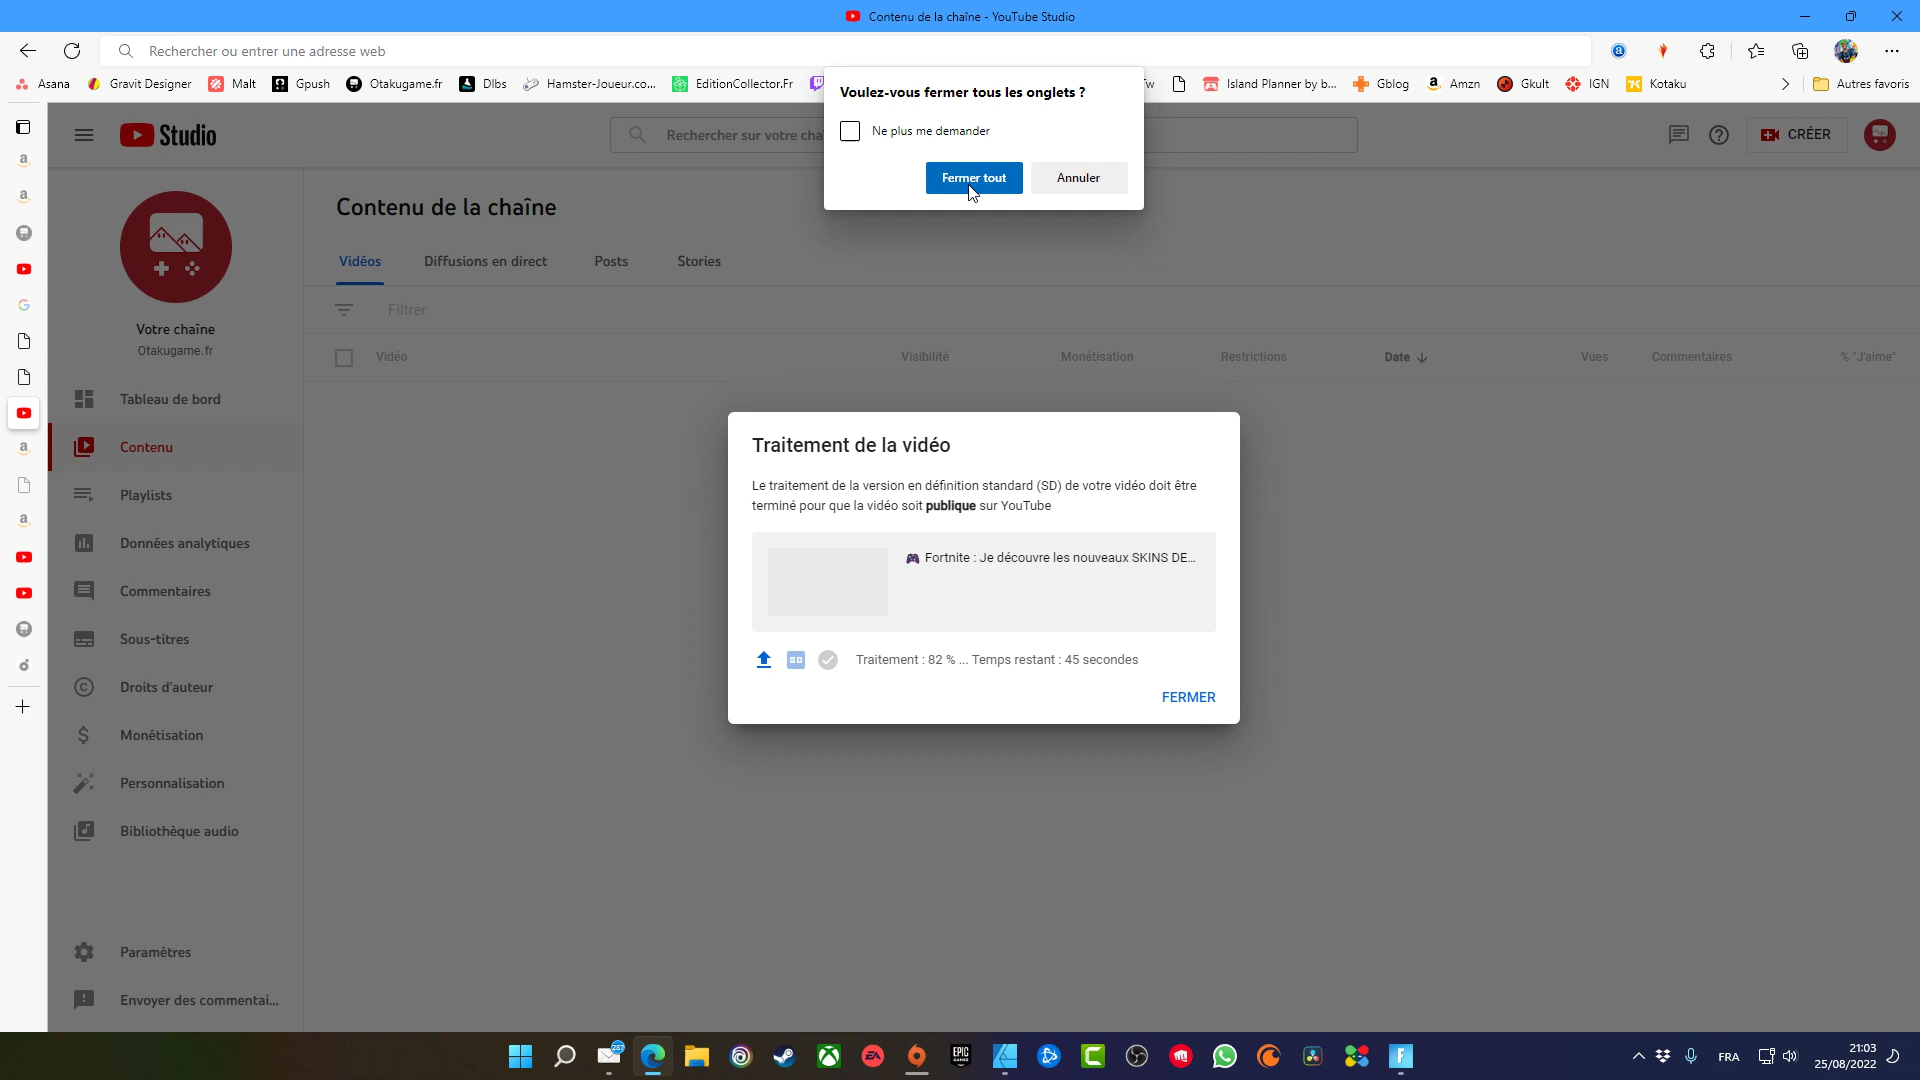 Contenu de la chaîne - YouTube Studio
Rechercher ou entrer une adresse web
Asana
Gravit Designer
Malt
Gpush
Otakugame.fr
Dlbs
Hamster-Joueur.co...
EditionCollector.Fr
Island Planner by b...
Gblog
Amzn
Gkult
IGN
Kotaku
Autres favoris
Voulez-vous fermer tous les onglets ?
Ne plus me demander
Fermer tout
Annuler
Studio
Rechercher sur votre cha
CRÉER
Contenu de la chaîne
Vidéos
Diffusions en direct
Posts
Stories
Filtrer
Vidéo
Visibilité
Monétisation
Restrictions
Date
Vues
Commentaires
% "J'aime"
Votre chaîne
Otakugame.fr
Tableau de bord
Contenu
Playlists
Données analytiques
Commentaires
Sous-titres
Droits d'auteur
Monétisation
Personnalisation
Bibliothèque audio
Paramètres
Envoyer des commentai...
Traitement de la vidéo
Le traitement de la version en définition standard (SD) de votre vidéo doit être
terminé pour que la vidéo soit publique sur YouTube
🎮 Fortnite : Je découvre les nouveaux SKINS DE...
SD
Traitement : 82 % ... Temps restant : 45 secondes
FERMER
EA
EPIC
GAMES
FRA
21:03
25/08/2022